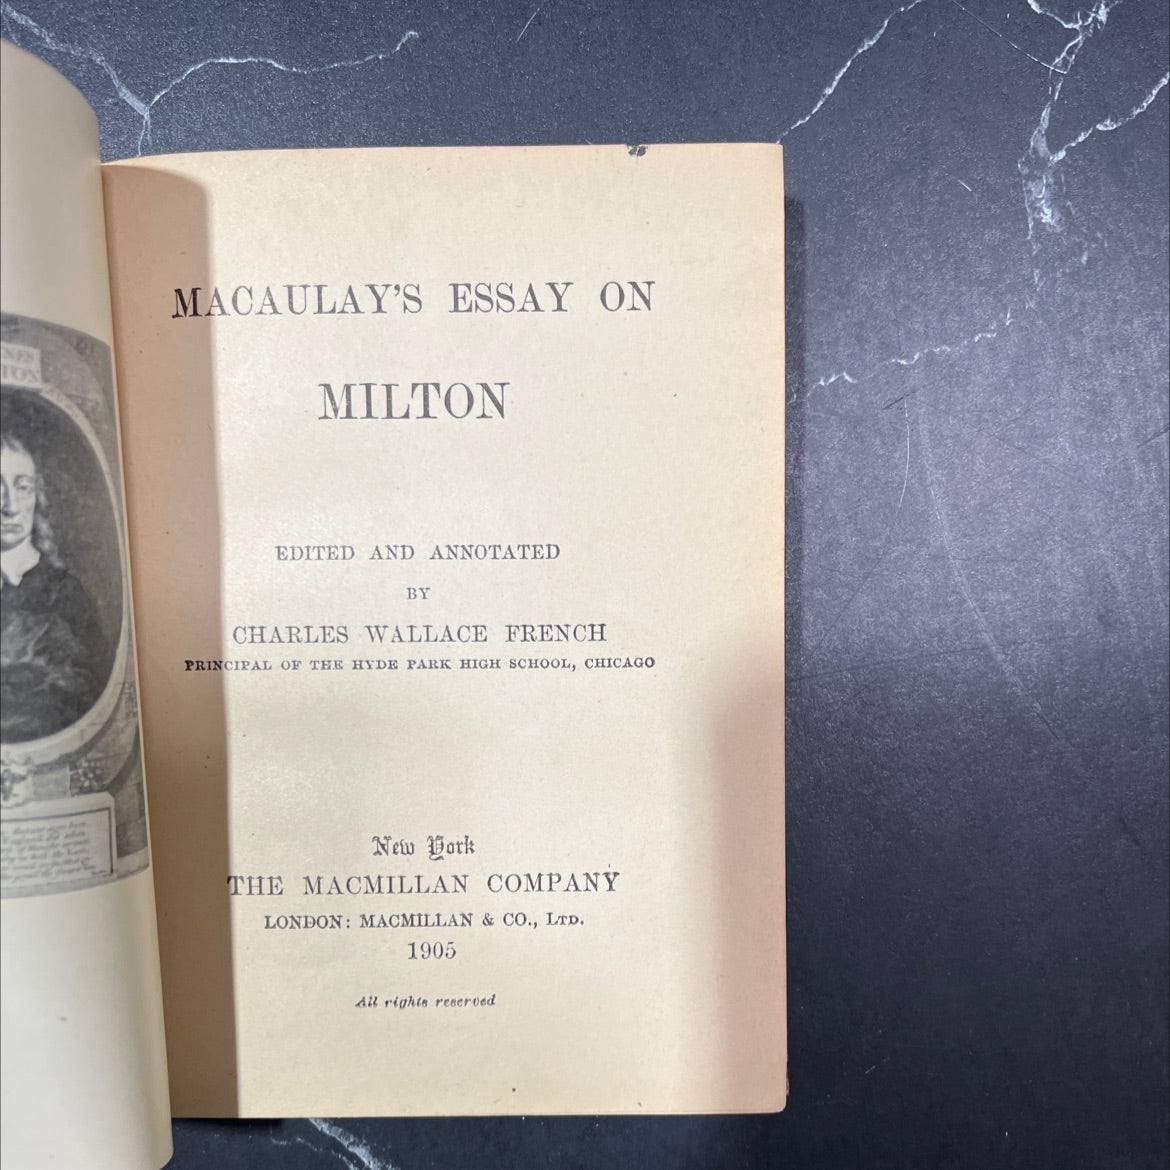 MACAULAY'S ESSAY ON
MILTON
EDITED AND ANNOTATED
BY
CHARLES WALLACE FRENCH
PRINCIPAL OF THE HYDE PARK HIGH SCHOOL, CHICAGO
New York
THE MACMILLAN COMPANY
LONDON: MACMILLAN & CO., LTD.
1905
All rights reserved